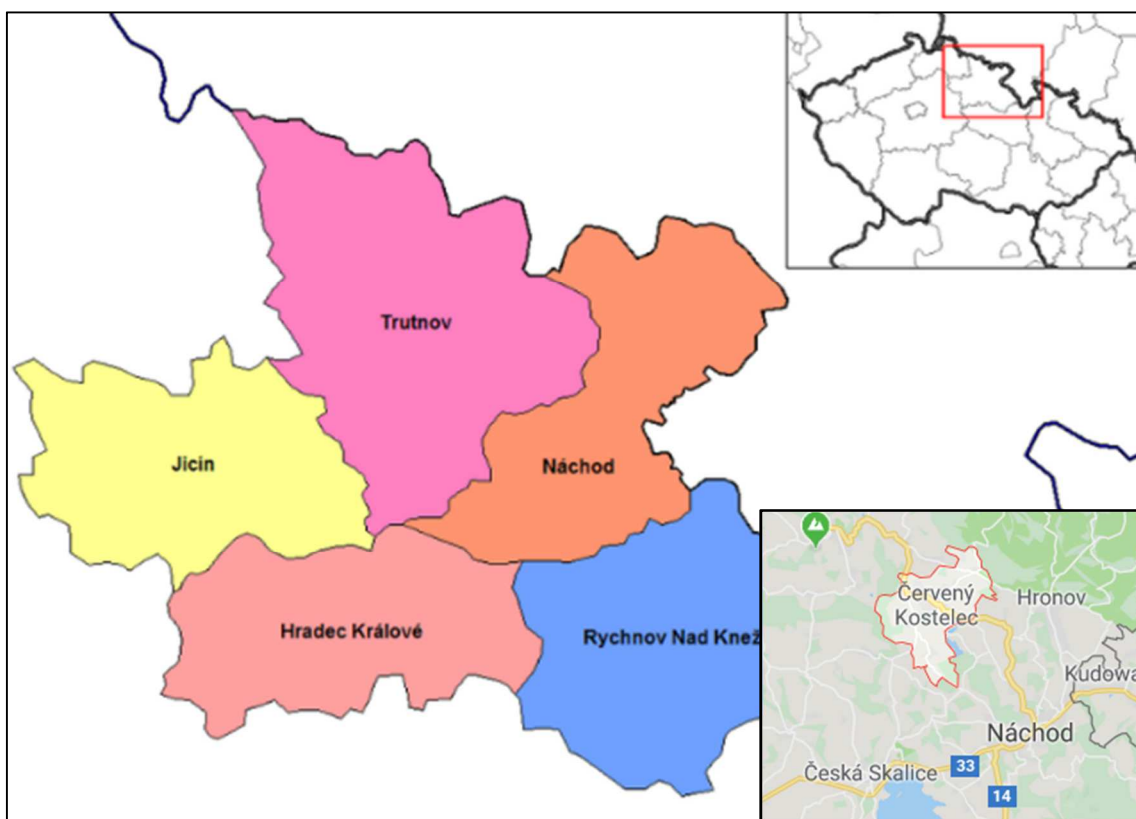 Trutnov
Jicin
Náchod
Hradec Králové
Rychnov Nad Knež
Červený
Kostelec
Hronov
Kudowa
Náchod
Česká Skalice
33
14